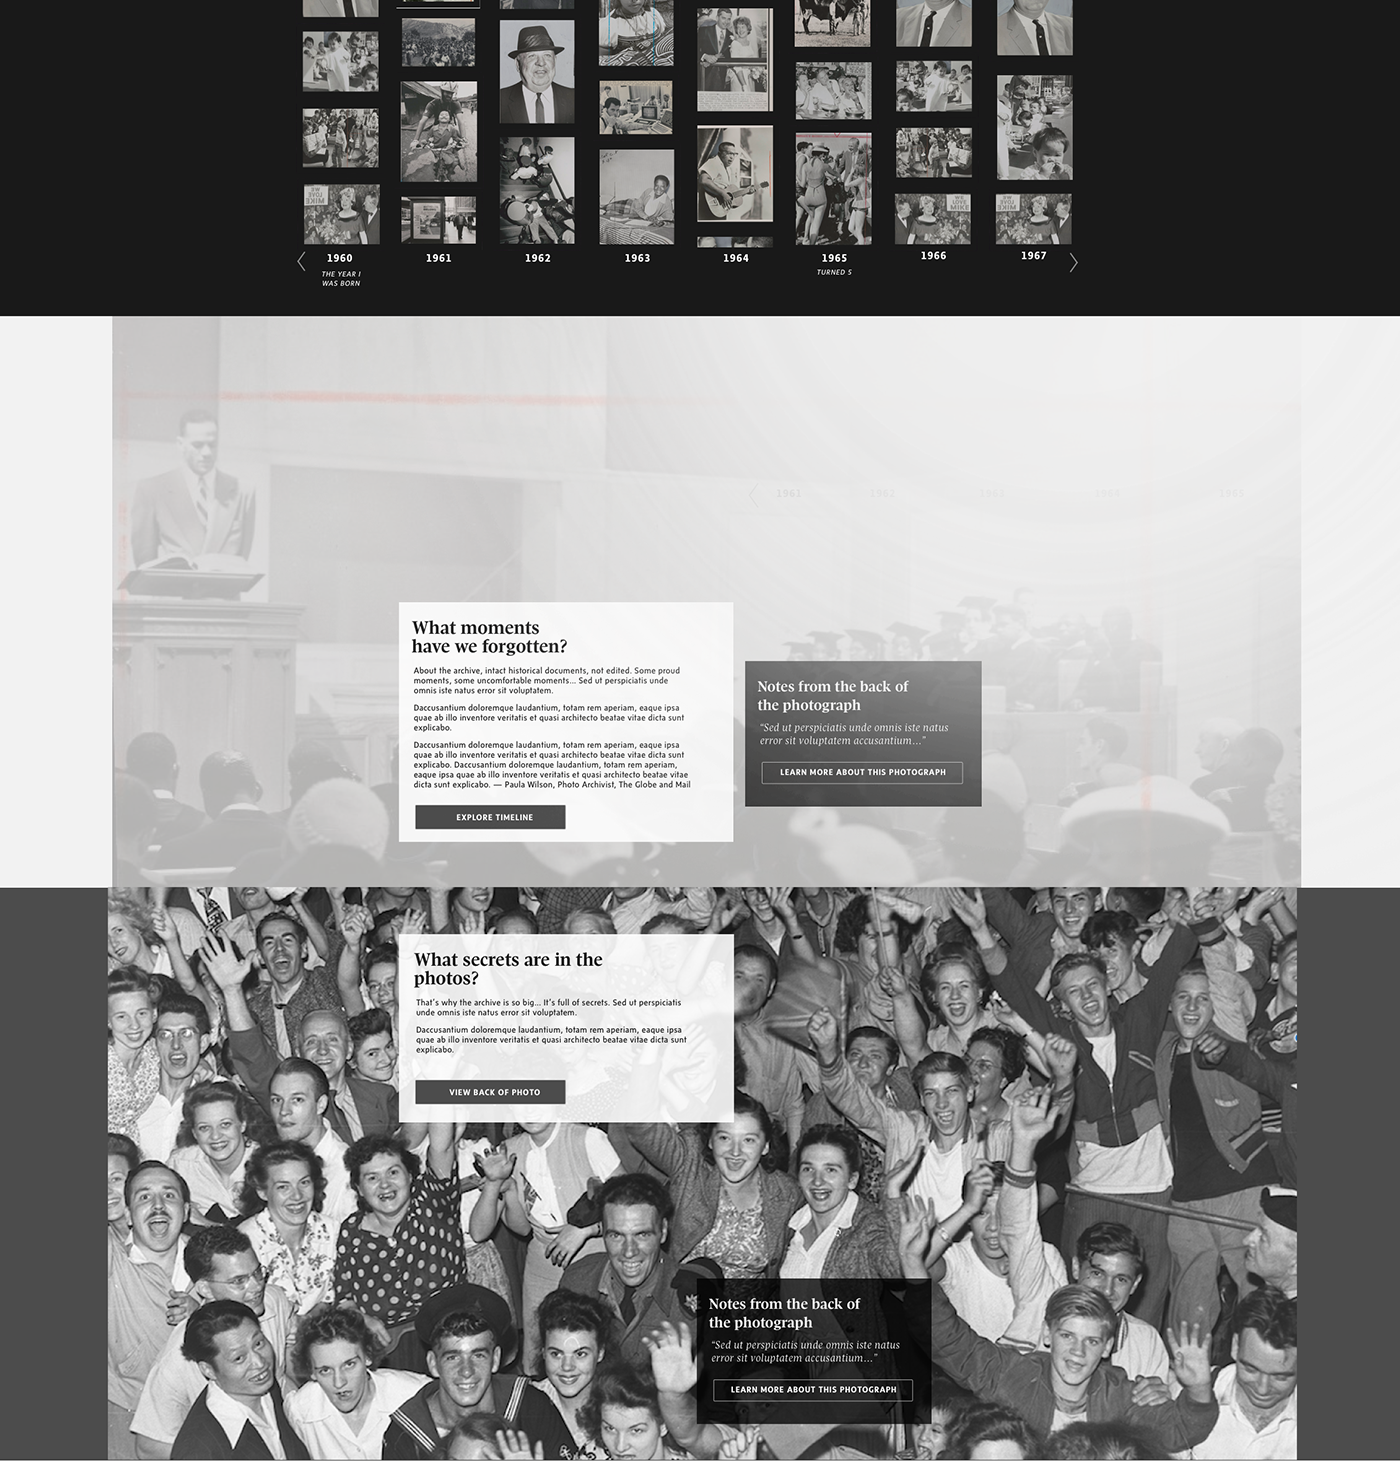 WE LOVE MIKE
WE LOVE MIKE
WE LOVE MIKE
1960
1961
1962
1963
1964
1965
1966
1967
THE YEAR I
WAS BORN
TURNED 5
1961
1962
1963
1965
What moments
have we forgotten?
About the archive, intact historical documents, not edited. Some proud
moments, some uncomfortable moments... Sed ut perspiciatis unde
omnis iste natus error sit voluptatem.
Daccusantium doloremque laudantium, totam rem aperiam, eaque ipsa
quae ab illo inventore veritatis et quasi architecto beatae vitae dicta sunt
explicabo.
Daccusantium doloremque laudantium, totam rem aperiam, eaque ipsa
quae ab illo inventore veritatis et quasi architecto beatae vitae dicta sunt
explicabo. Daccusantium doloremque laudantium, totam rem aperiam,
eaque ipsa quae ab illo inventore veritatis et quasi architecto beatae vitae
dicta sunt explicabo. — Paula Wilson, Photo Archivist, The Globe and Mail
EXPLORE TIMELINE
Notes from the back of
the photograph
“Sed ut perspiciatis unde omnis iste natus
error sit voluptatem accusantium...”
LEARN MORE ABOUT THIS PHOTOGRAPH
What secrets are in the
photos?
That’s why the archive is so big... It’s full of secrets. Sed ut perspiciatis
unde omnis iste natus error sit voluptatem.
Daccusantium doloremque laudantium, totam rem aperiam, eaque ipsa
quae ab illo inventore veritatis et quasi architecto beatae vitae dicta sunt
explicabo.
VIEW BACK OF PHOTO
Notes from the back of
the photograph
“Sed ut perspiciatis unde omnis iste natus
error sit voluptatem accusantium...”
LEARN MORE ABOUT THIS PHOTOGRAPH